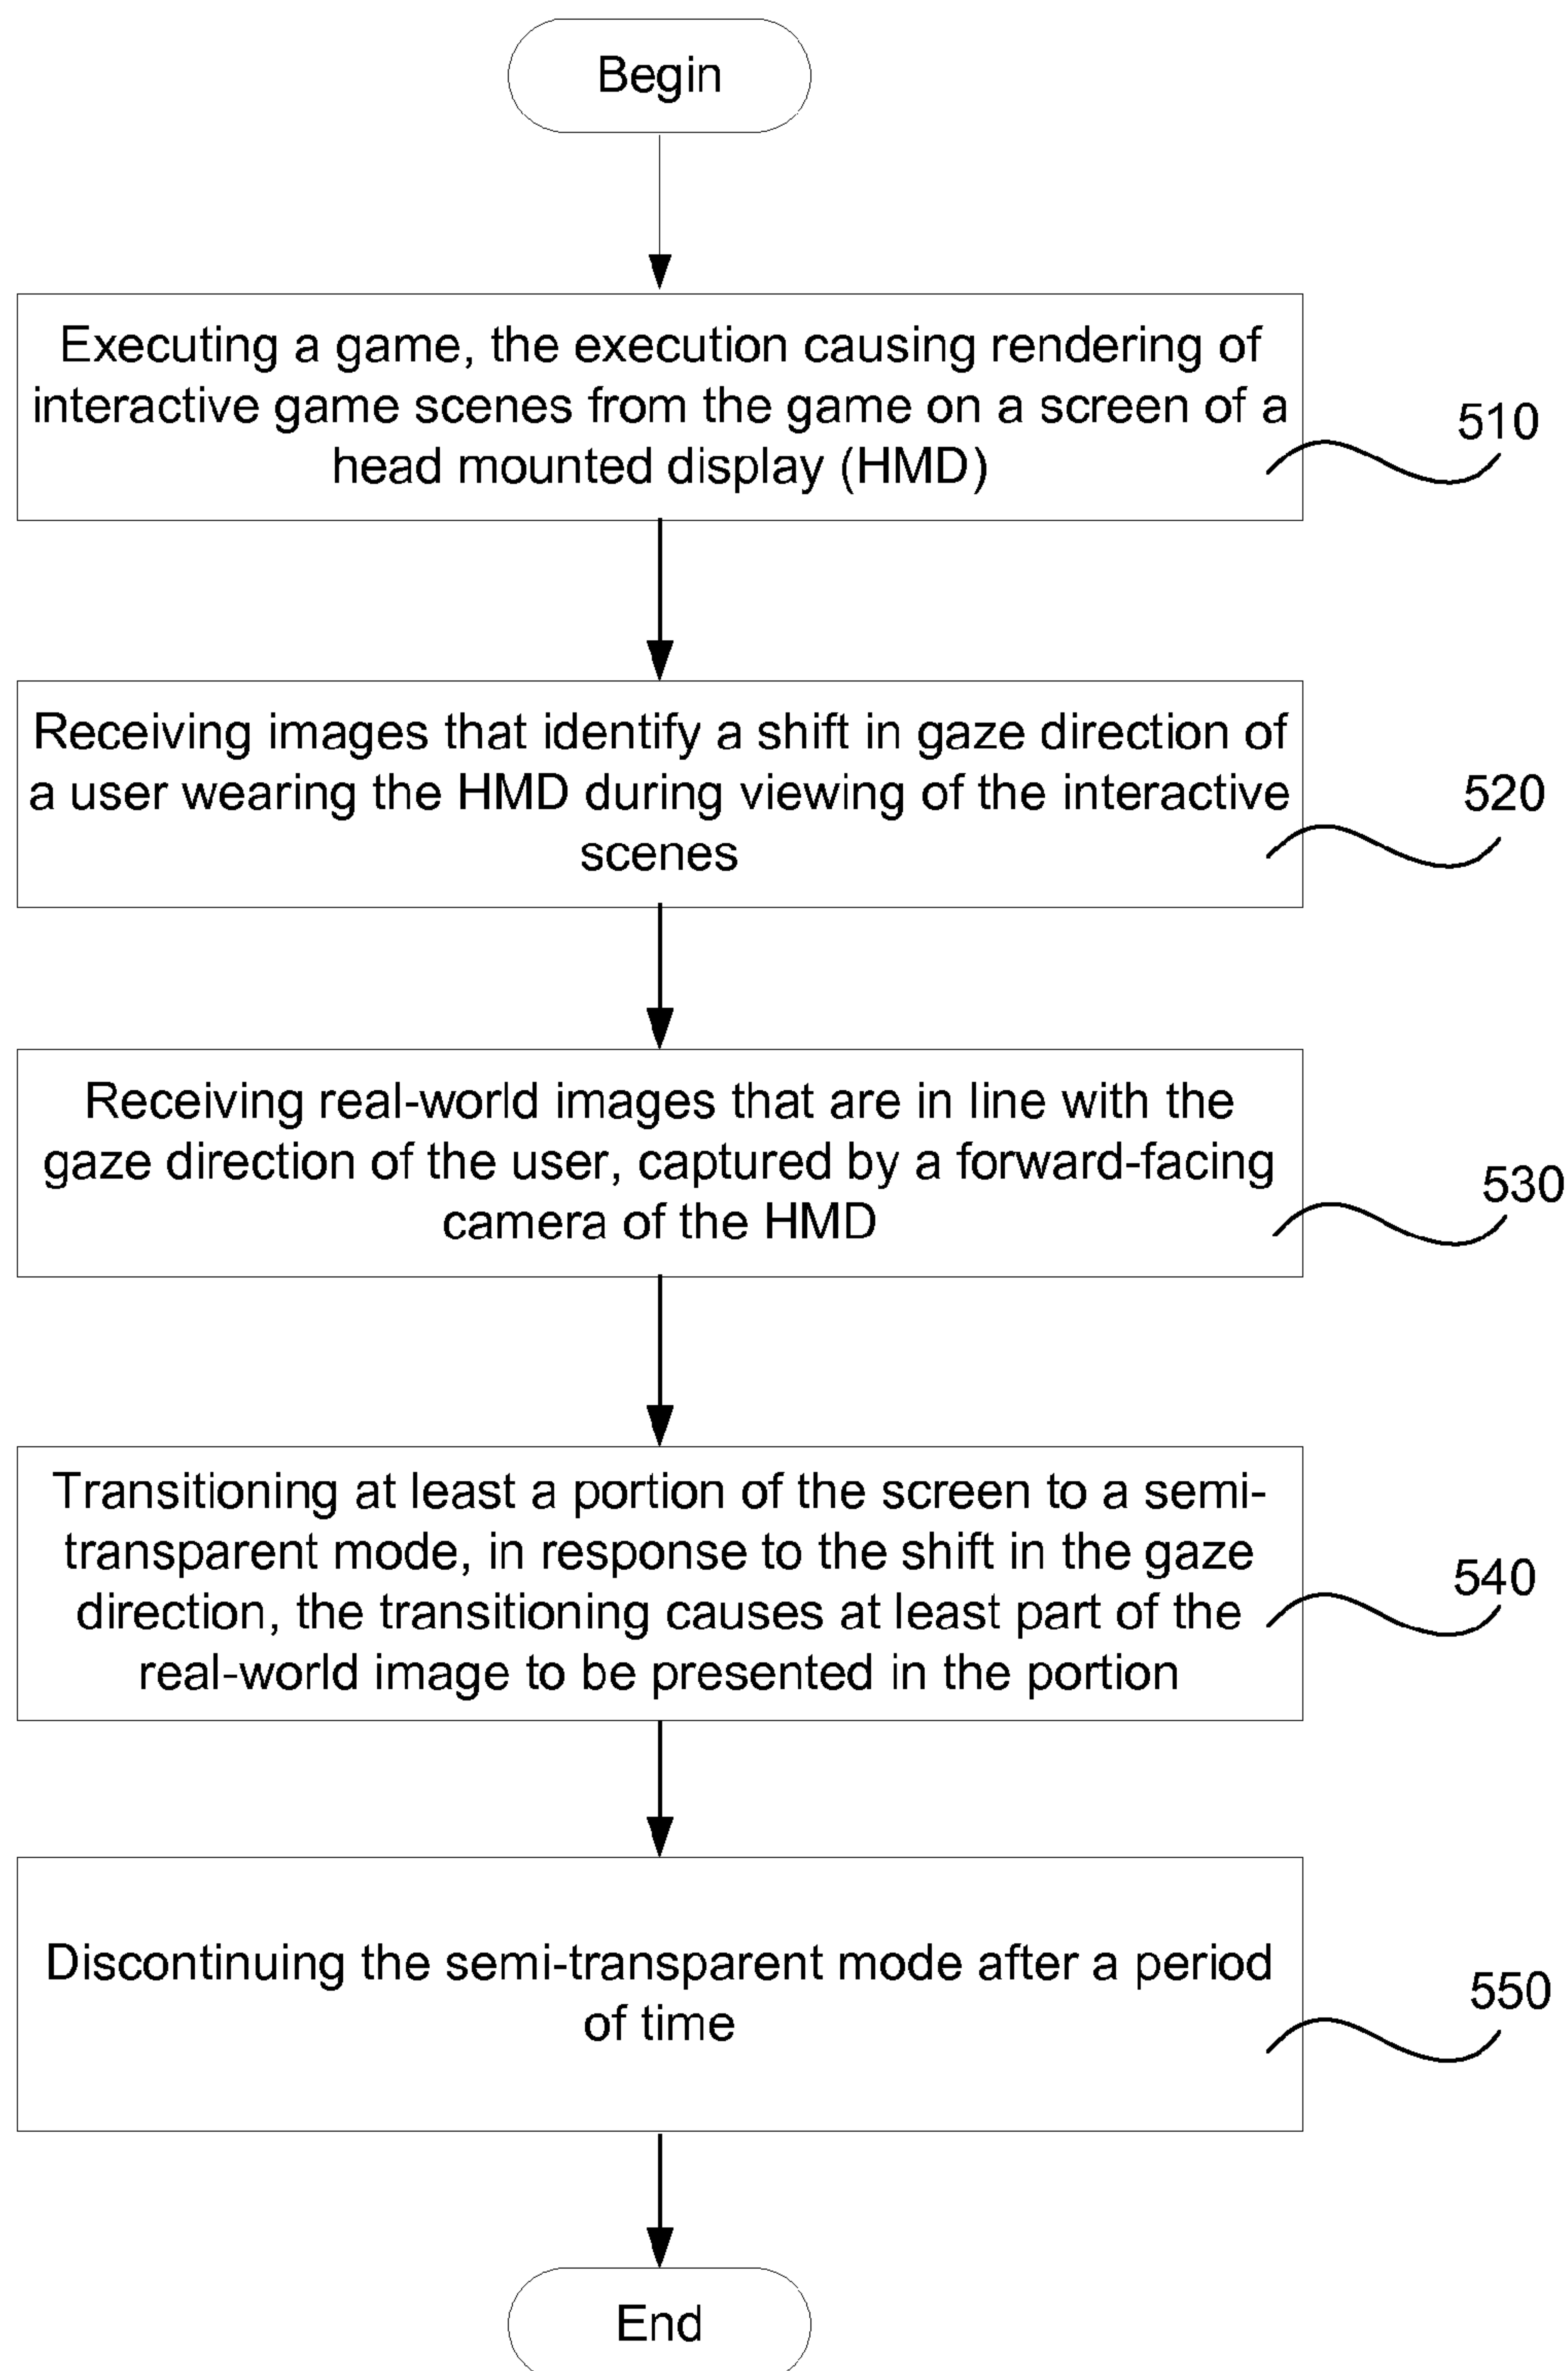 Begin
Executing a game, the execution causing rendering of
interactive game scenes from the game on a screen of a
head mounted display (HMD)
510
Receiving images that identify a shift in gaze direction of
a user wearing the HMD during viewing of the interactive
scenes
520
Receiving real-world images that are in line with the
gaze direction of the user, captured by a forward-facing
camera of the HMD
530
Transitioning at least a portion of the screen to a semi-
transparent mode, in response to the shift in the gaze
direction, the transitioning causes at least part of the
real-world image to be presented in the portion
540
Discontinuing the semi-transparent mode after a period
of time
550
End